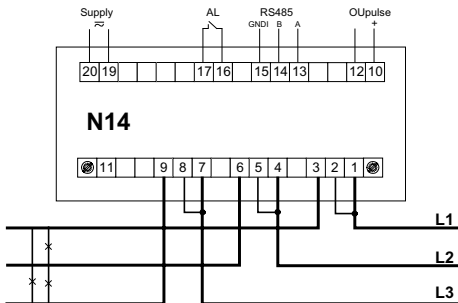 Supply AL RS485 OUpulse
GNDI B A +
20 19 17 16 15 14 13 12 10
N14
11 9 8 7 6 5 4 3 2 1
L1
L2
L3